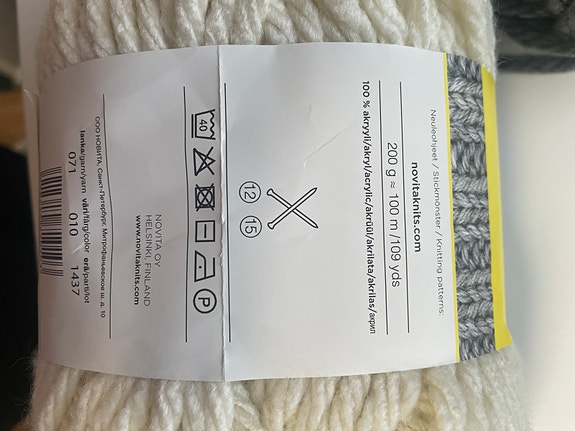 Neuleohjeet / Stickmönster / Knitting patterns:
novitaknits.com
200 g ≈ 100 m /109 yds
100 % akryyli/akryl/acrylic/akrüül/akrilata/akrilas/акрил
12 15
40
P
NOVITA OY
HELSINKI, FINLAND
www.novitaknits.com
ООО НОВИТА Санкт-Петербург, Митрофаньевское ш. д. 10
lanka/garn/yarn väri/färg/color erä/parti/lot
071 010 1437